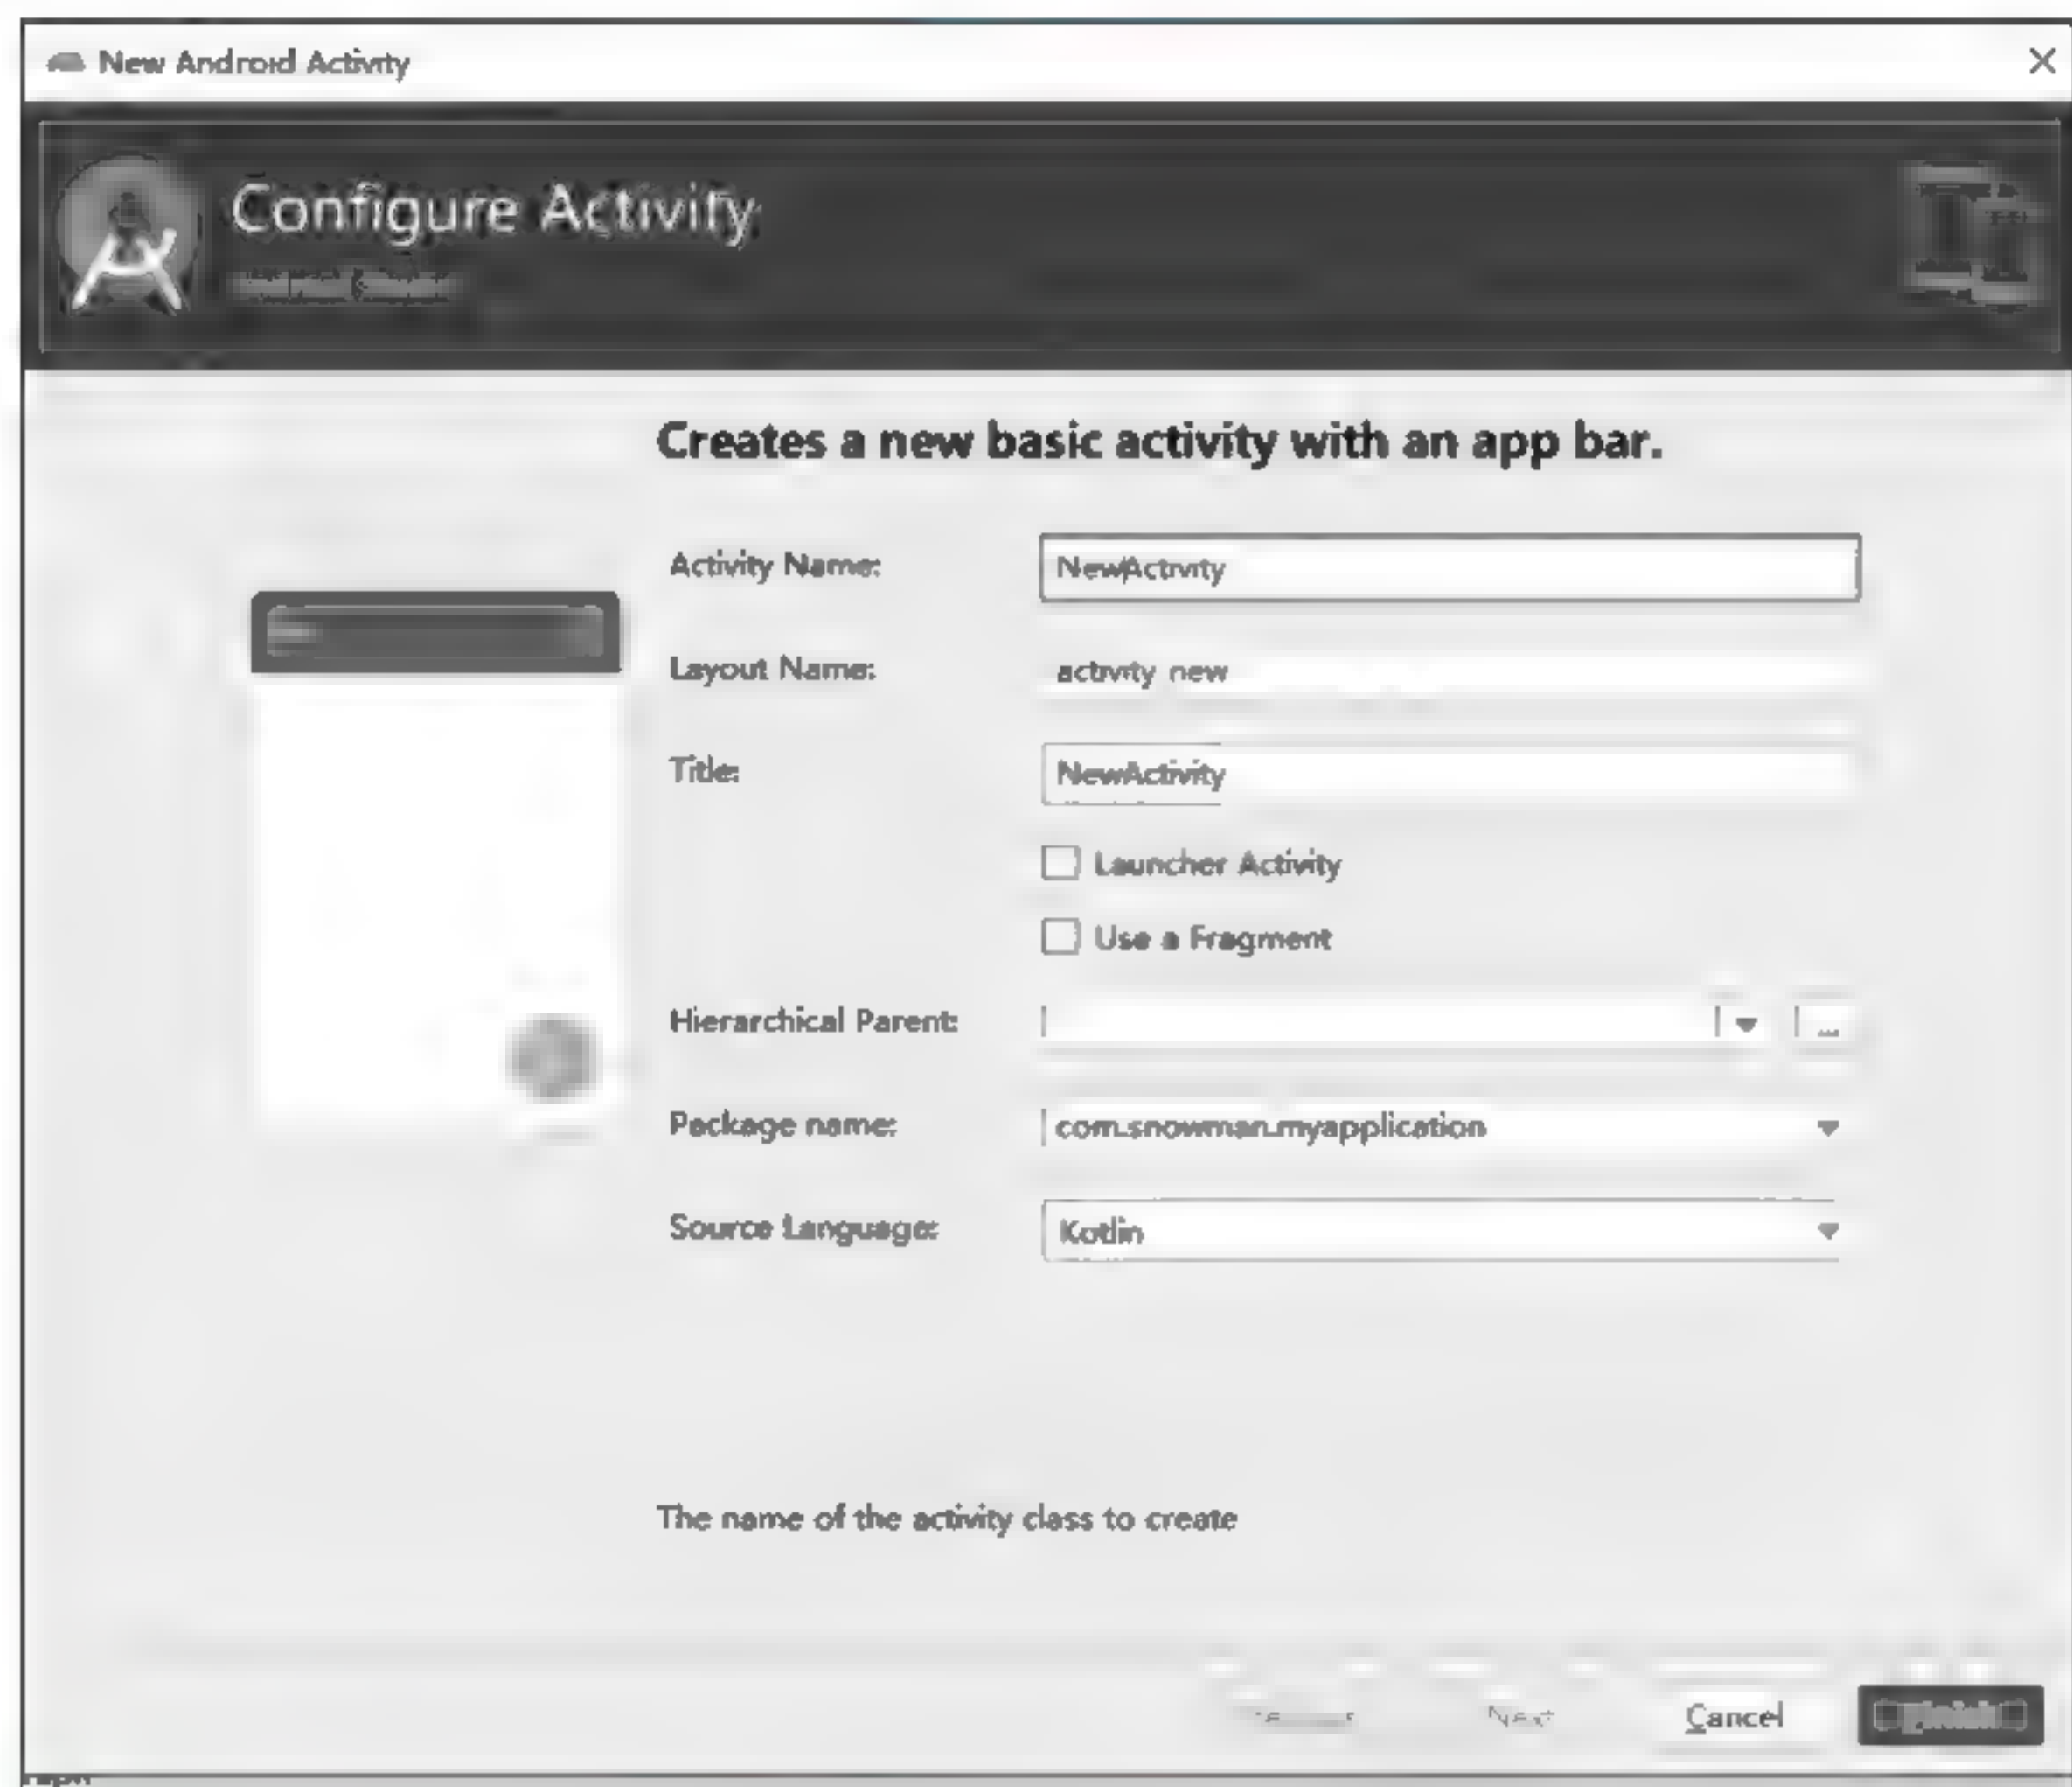 New Android Activity
Configure Activity
Creates a new basic activity with an app bar.
Activity Name: NewActivity
Layout Name: activity new
Title: NewActivity
Launcher Activity
Use a Fragment
Hierarchical Parent: ...
Package name: com.snowman.myapplication
Source Language: Kotlin
The name of the activity class to create
Next Cancel